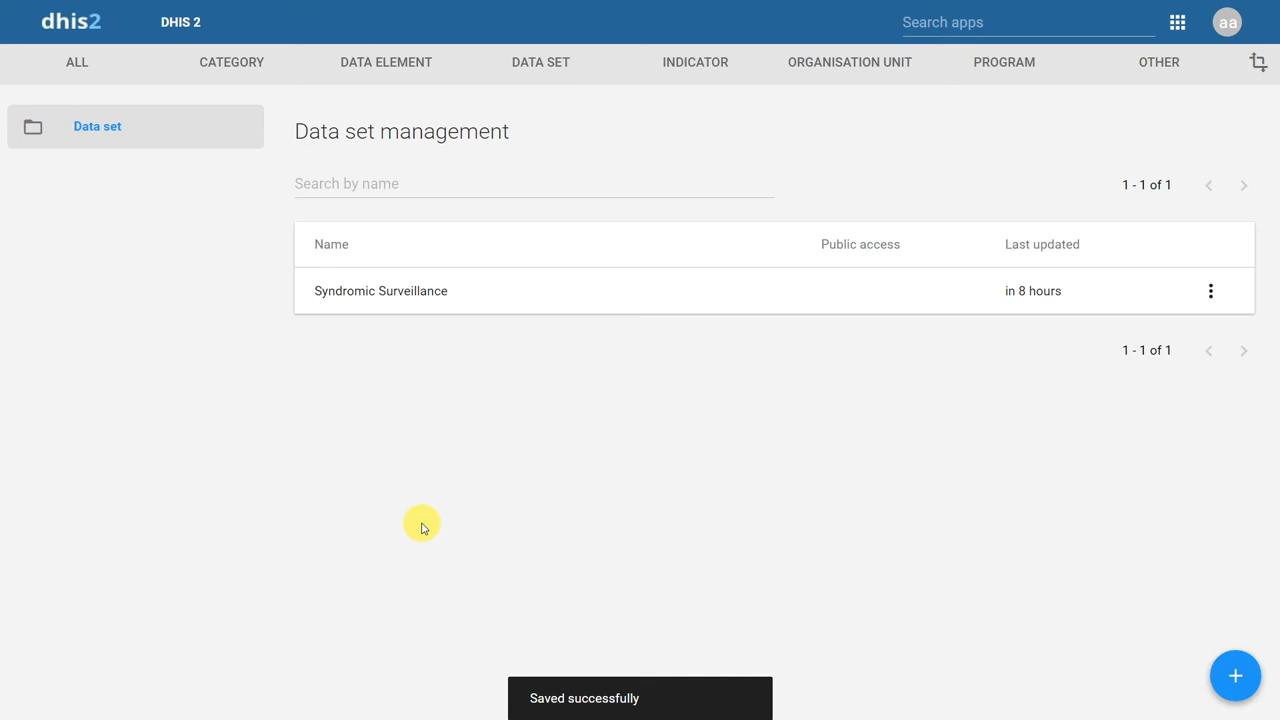 dhis2
DHIS 2
Search apps
aa
ALL
CATEGORY
DATA ELEMENT
DATA SET
INDICATOR
ORGANISATION UNIT
PROGRAM
OTHER
Data set
Data set management
Search by name
1 - 1 of 1
Name
Public access
Last updated
Syndromic Surveillance
in 8 hours
1 - 1 of 1
Saved successfully